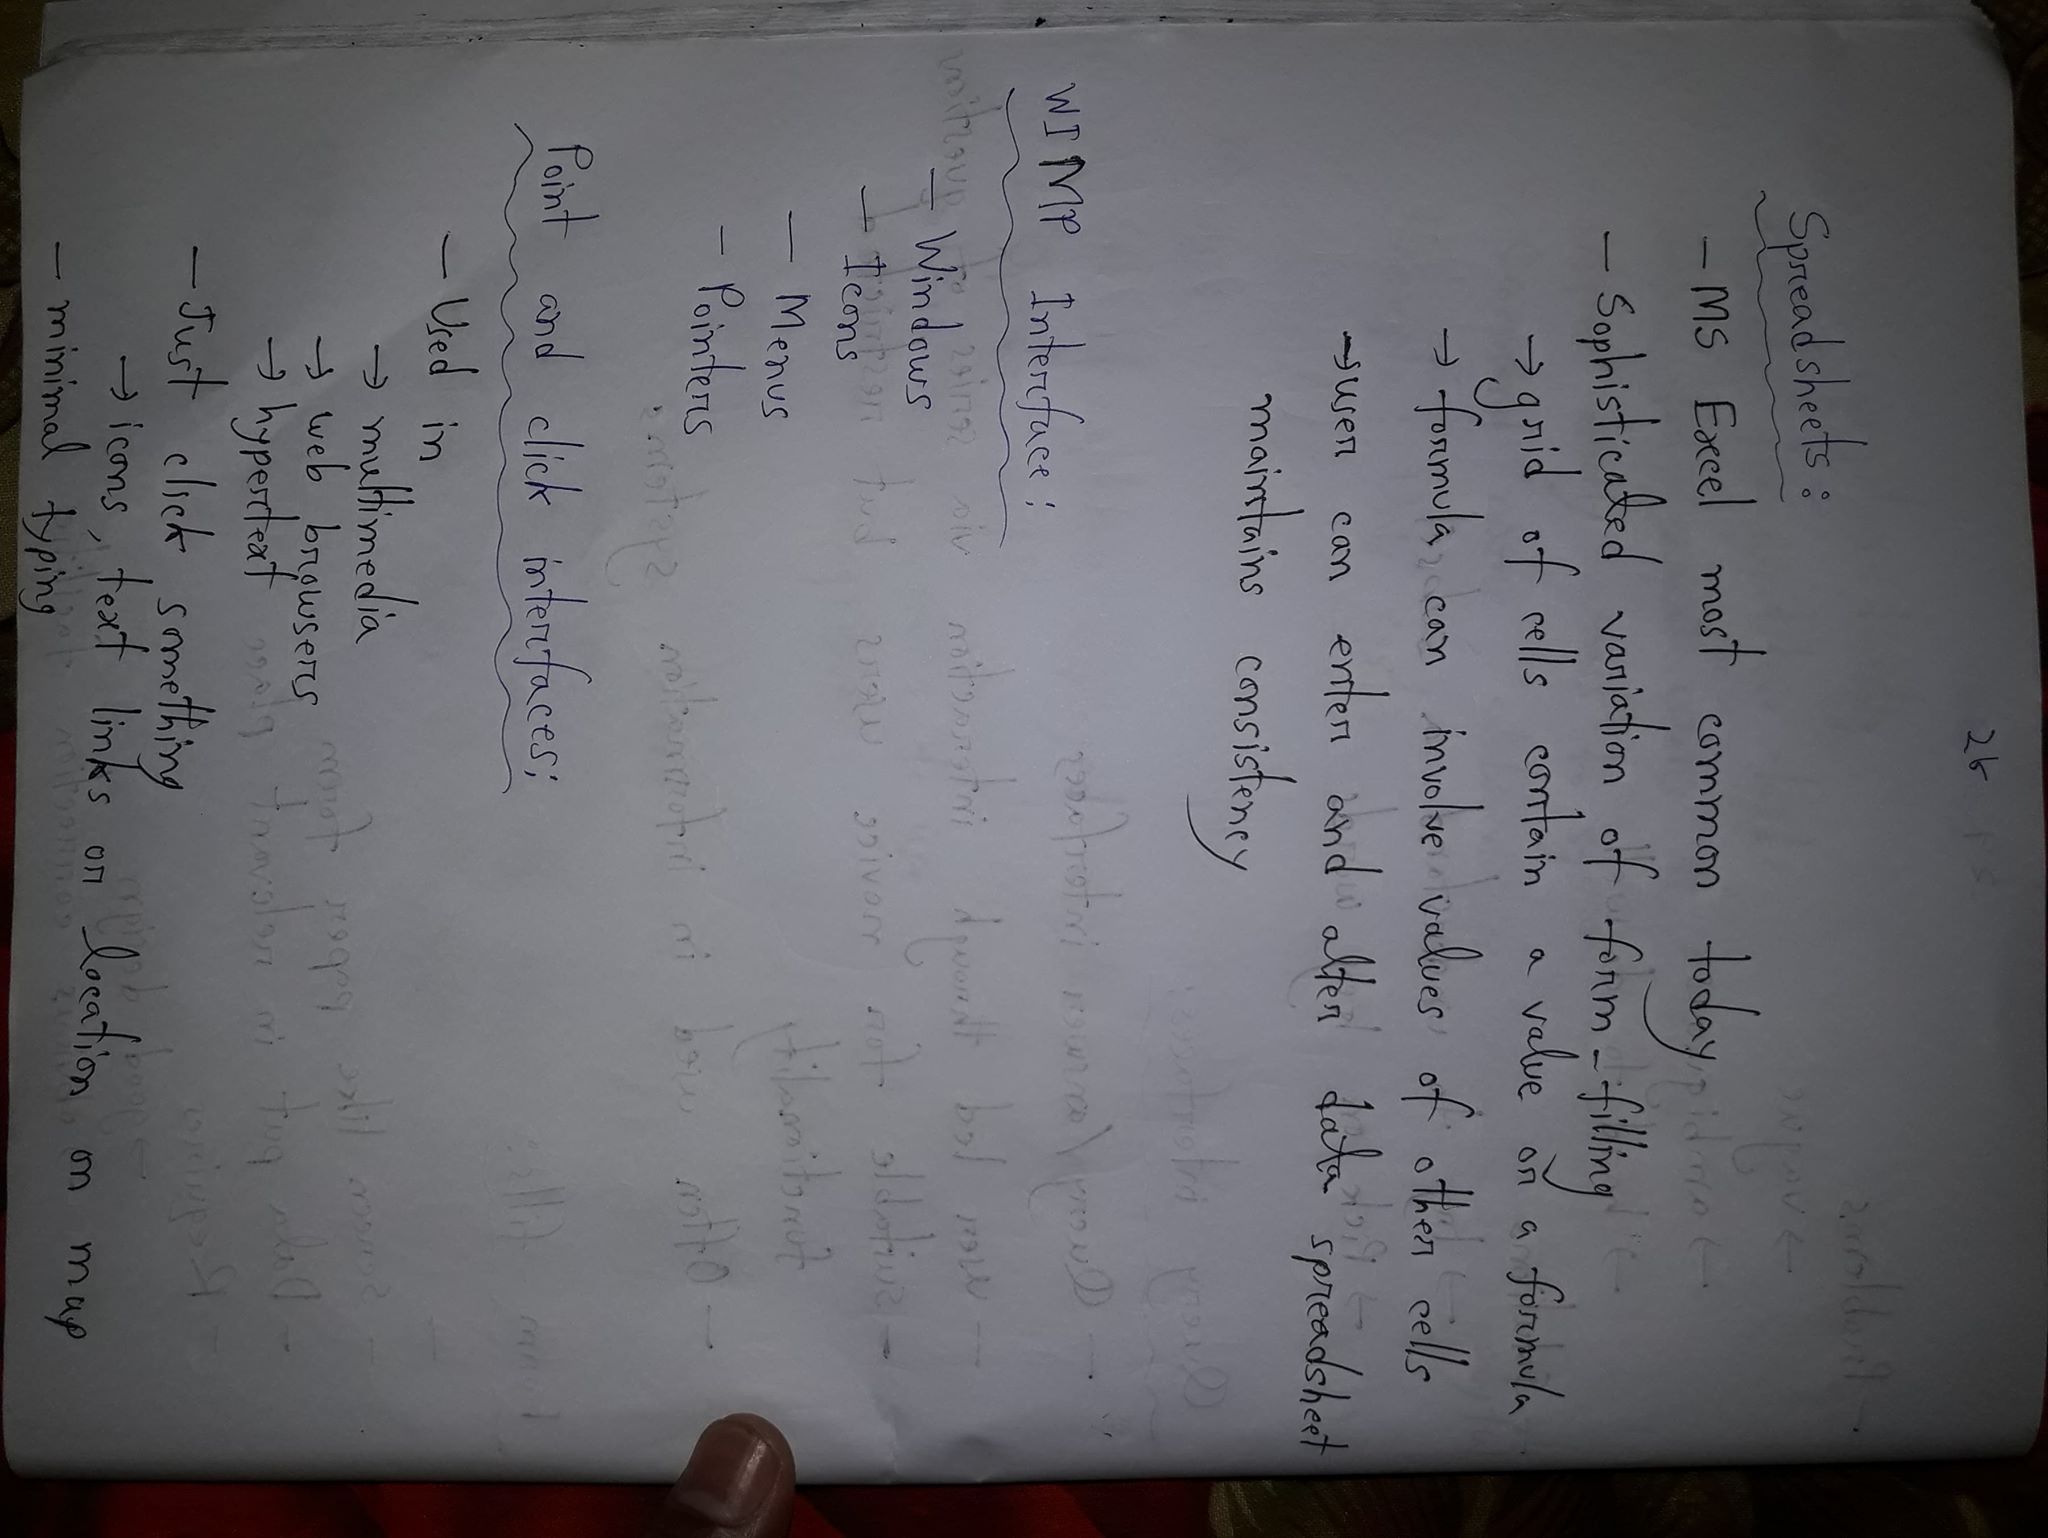 26
Spreadsheets:
- MS Excel most common today
- Sophisticated variation of form-filling
→ grid of cells contain a value or a formula
→ formula can involve values of other cells
→ user can enter and alter data spreadsheet
maintains consistency
WIMP Interface:
- Windows
- Icons
- Menus
- Pointers
Point and click interfaces:
- Used in
→ multimedia
→ web browsers
→ hypertext
- Just click something
→ icons, text links or location on map
- minimal typing